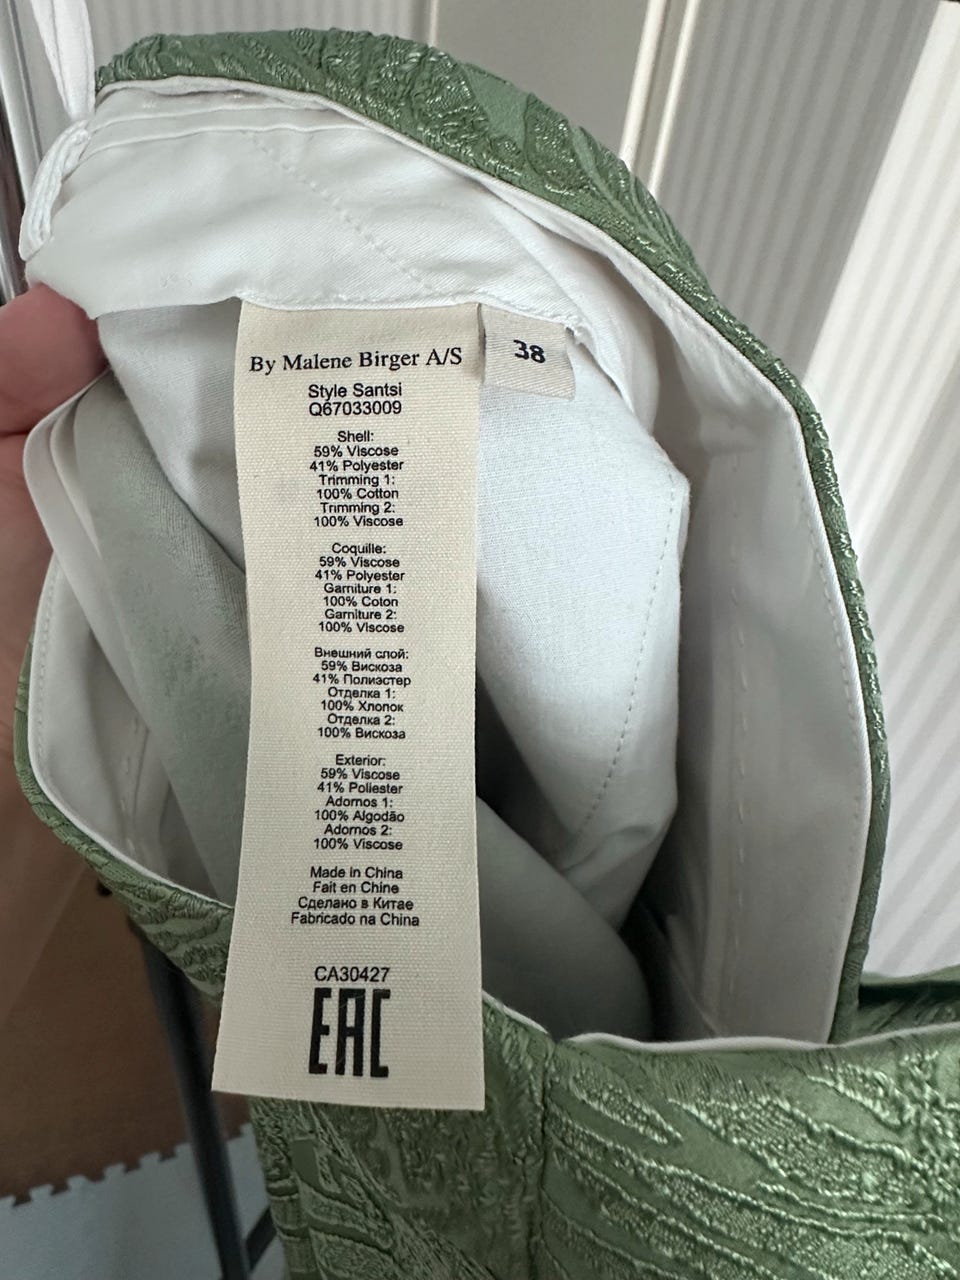 By Malene Birger A/S
38
Style Santsi
Q67033009
Shell:
59% Viscose
41% Polyester
Trimming 1:
100% Cotton
Trimming 2:
100% Viscose
Coquille:
59% Viscose
41% Polyester
Garniture 1:
100% Coton
Garniture 2:
100% Viscose
Внешний слой:
59% Вискоза
41% Полиэстер
Отделка 1:
100% Хлопок
Отделка 2:
100% Вискоза
Exterior:
59% Viscose
41% Poliester
Adornos 1:
100% Algodão
Adornos 2:
100% Viscose
Made in China
Fait en Chine
Сделано в Китае
Fabricado na China
CA30427
EAC